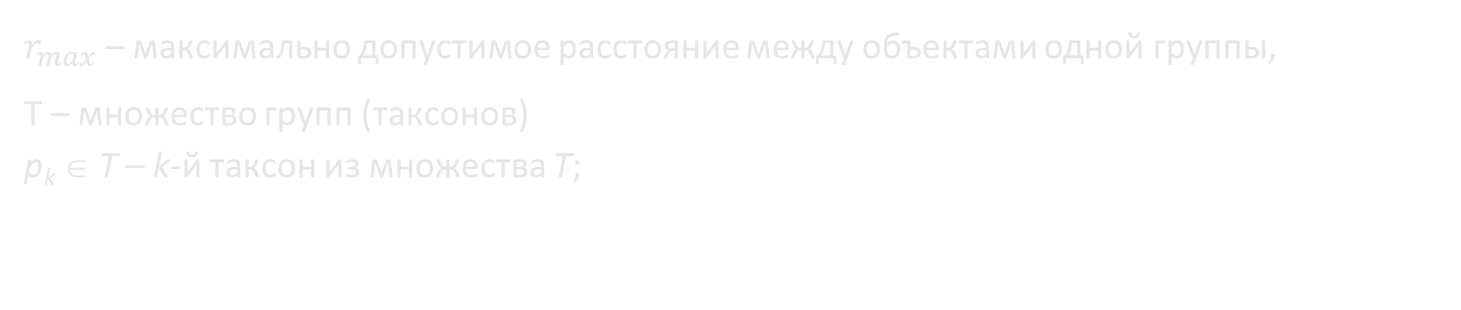 r_max – максимально допустимое расстояние между объектами одной группы,
T – множество групп (таксонов)
p_k ∈ T – k-й таксон из множества T;